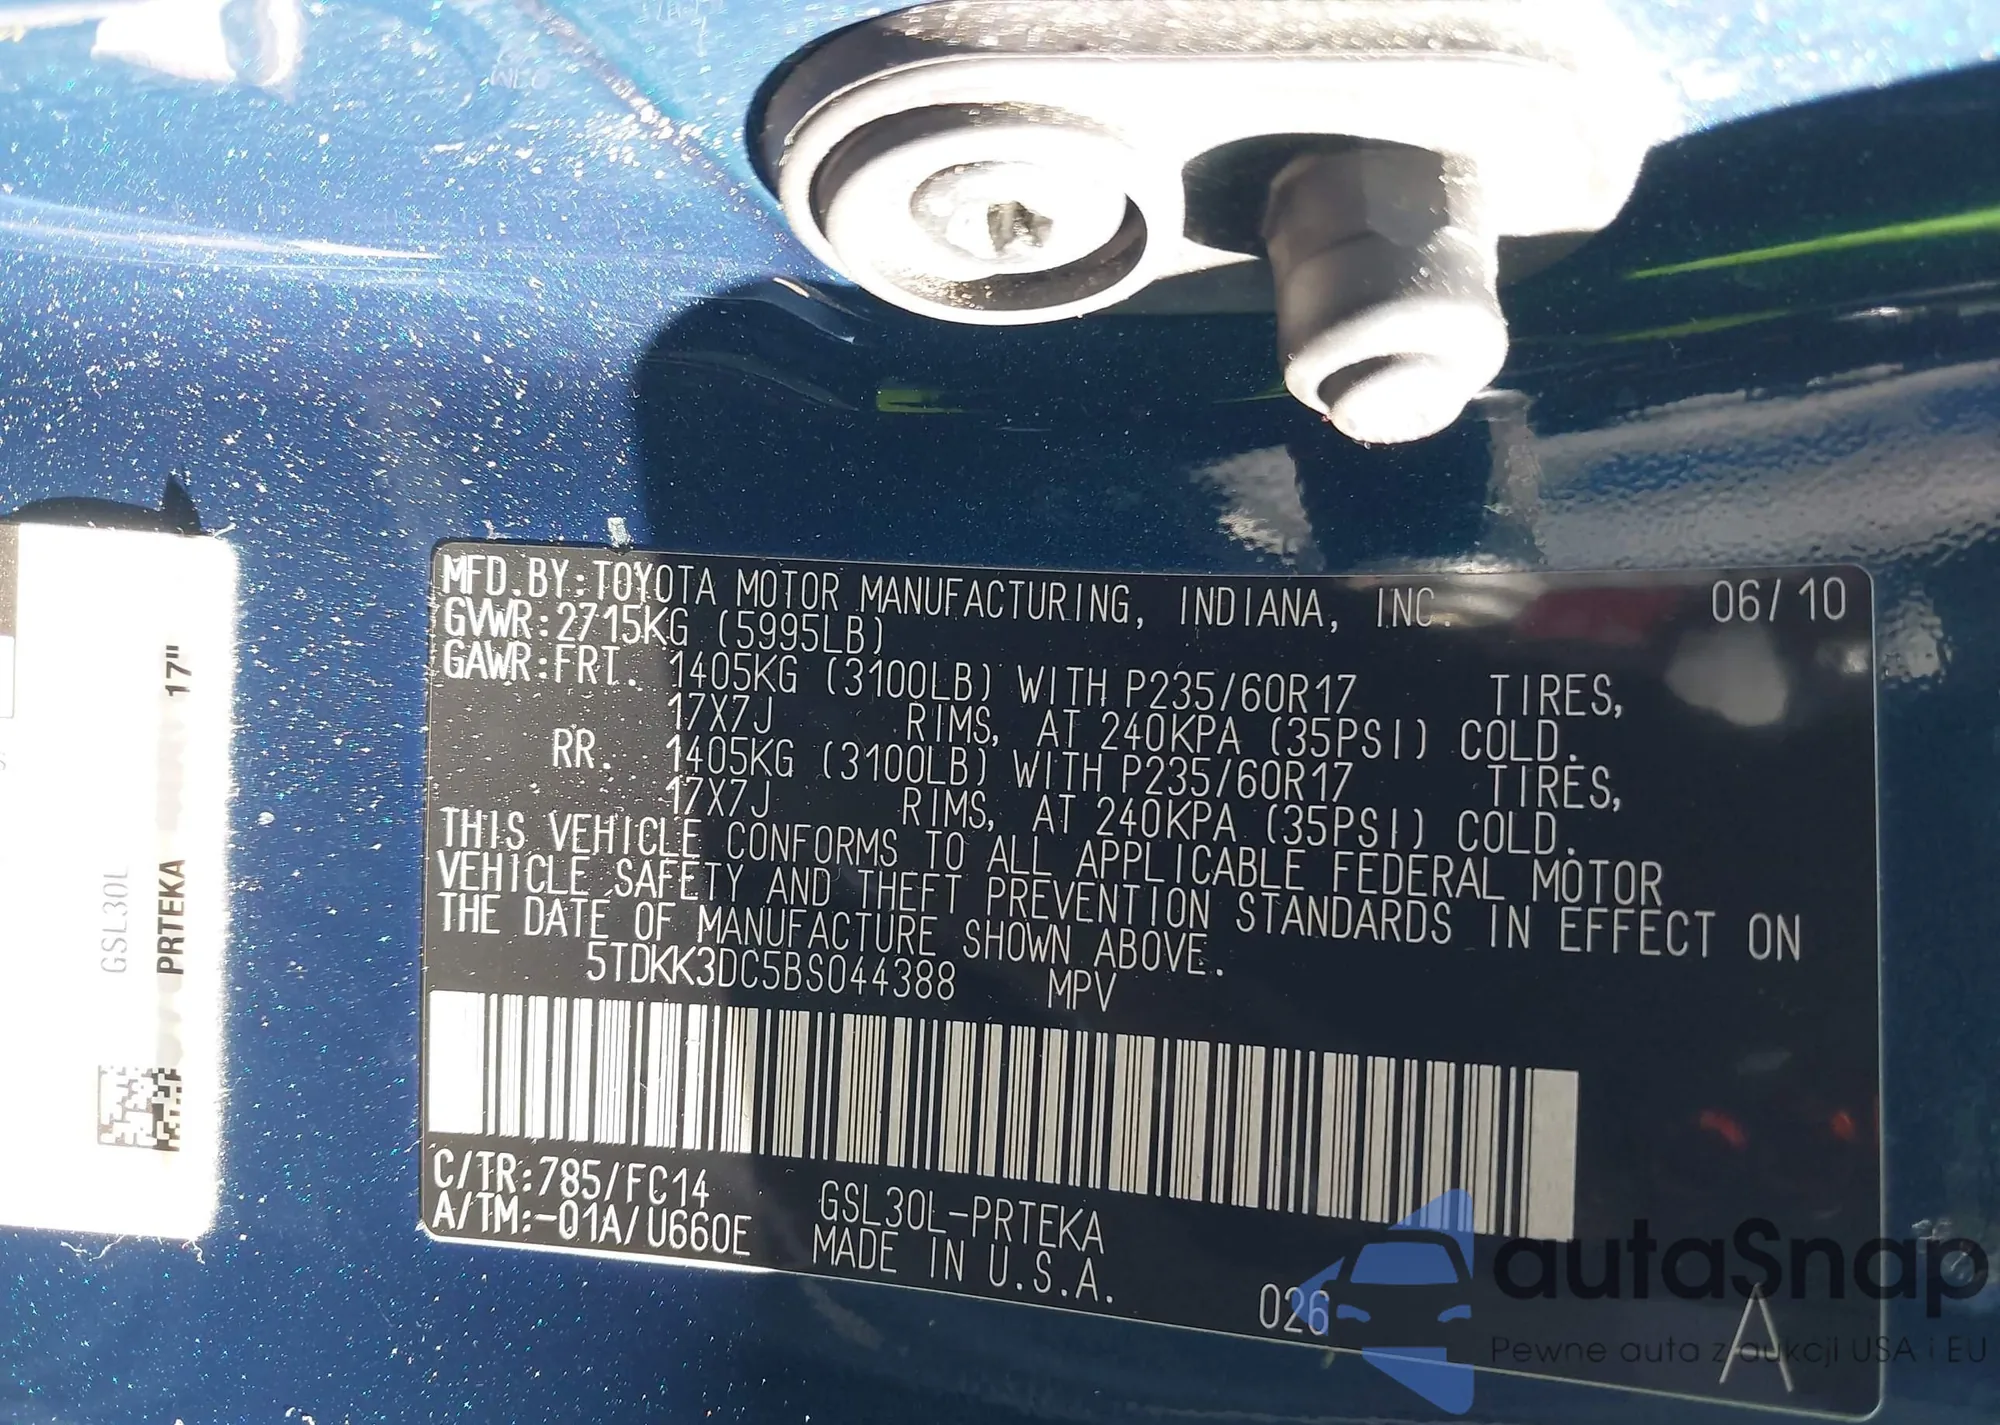 MFD.BY:TOYOTA MOTOR MANUFACTURING, INDIANA, INC. 06/10
GVWR:2715KG (5995LB)
GAWR:FRT. 1405KG (3100LB) WITH P235/60R17 TIRES,
17X7J RIMS, AT 240KPA (35PSI) COLD.
RR. 1405KG (3100LB) WITH P235/60R17 TIRES,
17X7J RIMS, AT 240KPA (35PSI) COLD.
THIS VEHICLE CONFORMS TO ALL APPLICABLE FEDERAL MOTOR
VEHICLE SAFETY AND THEFT PREVENTION STANDARDS IN EFFECT ON
THE DATE OF MANUFACTURE SHOWN ABOVE.
5TDKK3DC5BS044388 MPV
C/TR:785/FC14
A/TM:-01A/U660E
GSL30L-PRTEKA
MADE IN U.S.A.
026
A
GSL30L
PRTEKA
17"
autaSnap
Pewne auta z aukcji USA i EU